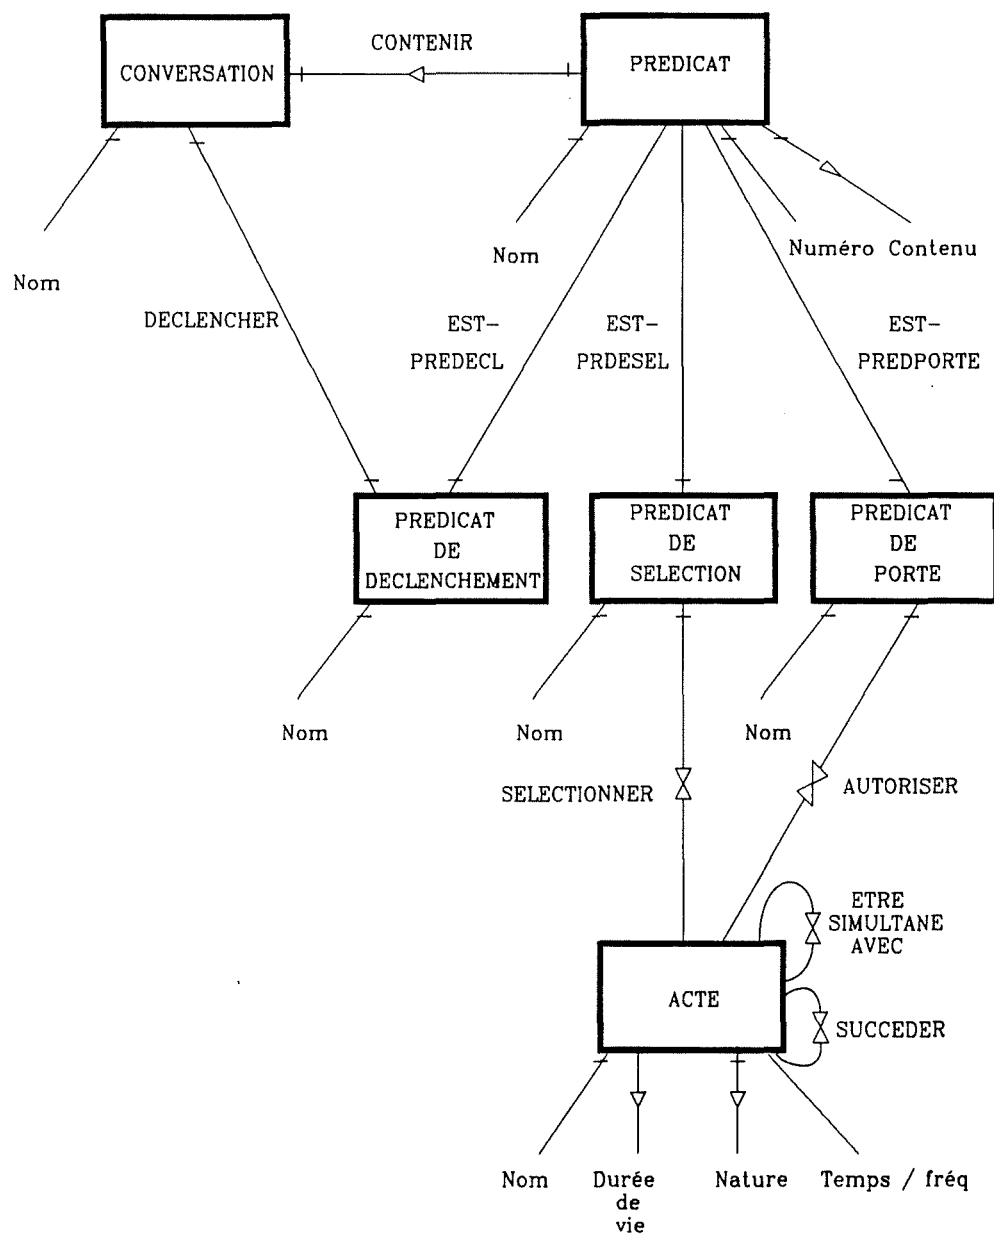 CONTENIR
CONVERSATION
PREDICAT
Nom
Nom
Numéro Contenu
DECLENCHER
EST-
PREDECL
EST-
PRDESEL
EST-
PREDPORTE
PREDICAT
DE
DECLENCHEMENT
PREDICAT
DE
SELECTION
PREDICAT
DE
PORTE
Nom
Nom
Nom
SELECTIONNER
AUTORISER
ETRE
SIMULTANE
AVEC
ACTE
SUCCEDER
Nom
Durée
de
vie
Nature
Temps / fréq